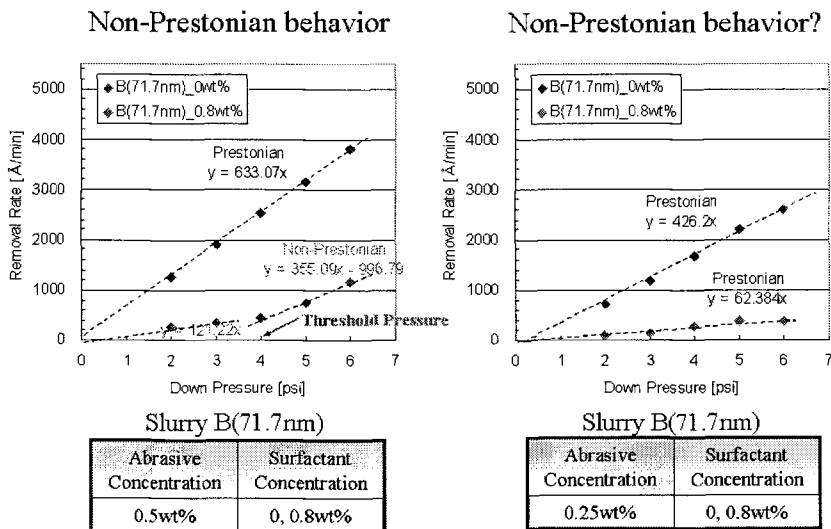 Non-Prestonian behavior
B(71.7nm)_0wt%
B(71.7nm)_0.8wt%
5000
4000
3000
2000
1000
0
Removal Rate [Å/min]
Prestonian
y = 633.07x
Non-Prestonian
y = 355.09x - 996.79
y = 121.22x
Threshold Pressure
0 1 2 3 4 5 6 7
Down Pressure [psi]
Slurry B(71.7nm)
Abrasive Concentration
Surfactant Concentration
0.5wt%
0, 0.8wt%
Non-Prestonian behavior?
B(71.7nm)_0wt%
B(71.7nm)_0.8wt%
5000
4000
3000
2000
1000
0
Removal Rate [Å/min]
Prestonian
y = 426.2x
Prestonian
y = 62.384x
0 1 2 3 4 5 6 7
Down Pressure [psi]
Slurry B(71.7nm)
Abrasive Concentration
Surfactant Concentration
0.25wt%
0, 0.8wt%